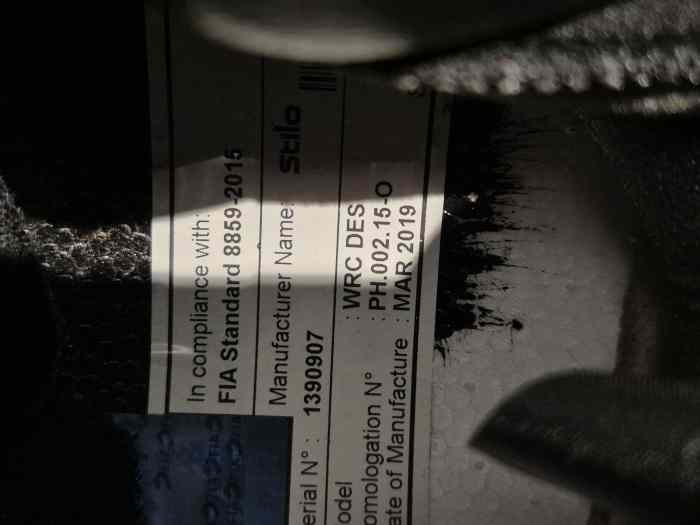 In compliance with:
FIA Standard 8859-2015
Manufacturer Name: Stilo
erial N° : 1390907
odel : WRC DES
omologation N° : PH.002.15-O
ate of Manufacture : MAR 2019